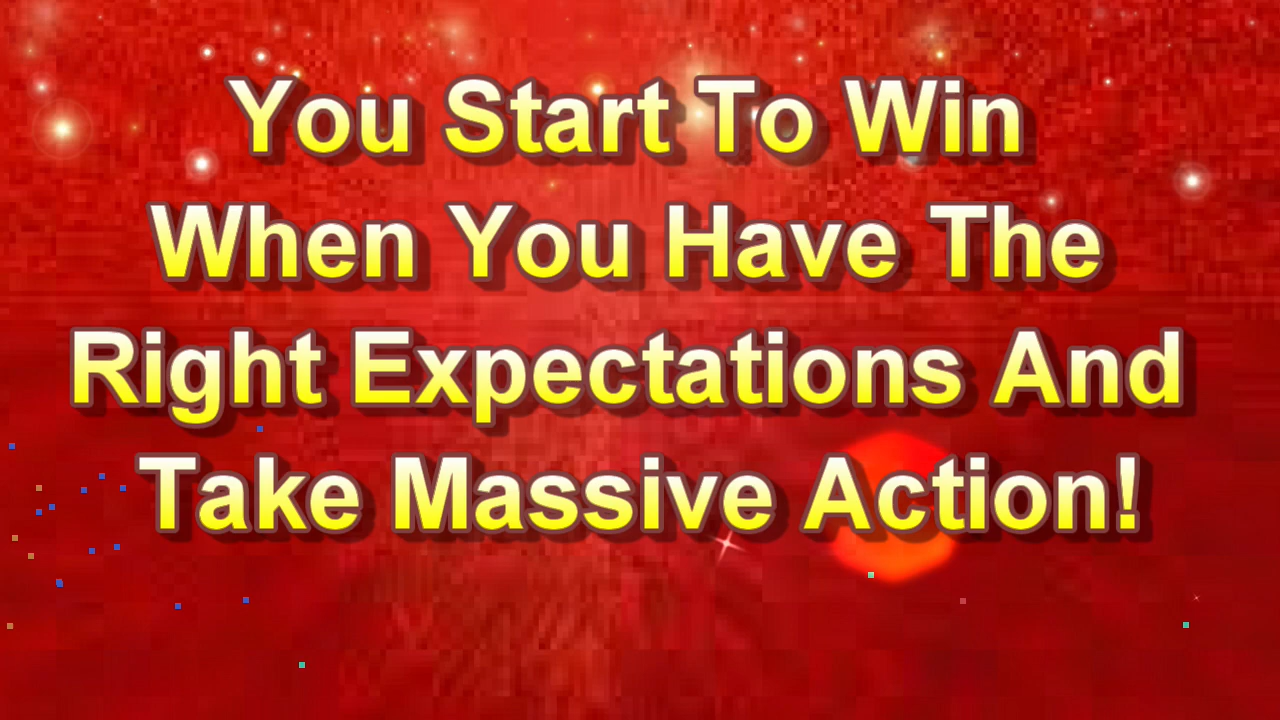 You Start To Win
When You Have The
Right Expectations And
Take Massive Action!